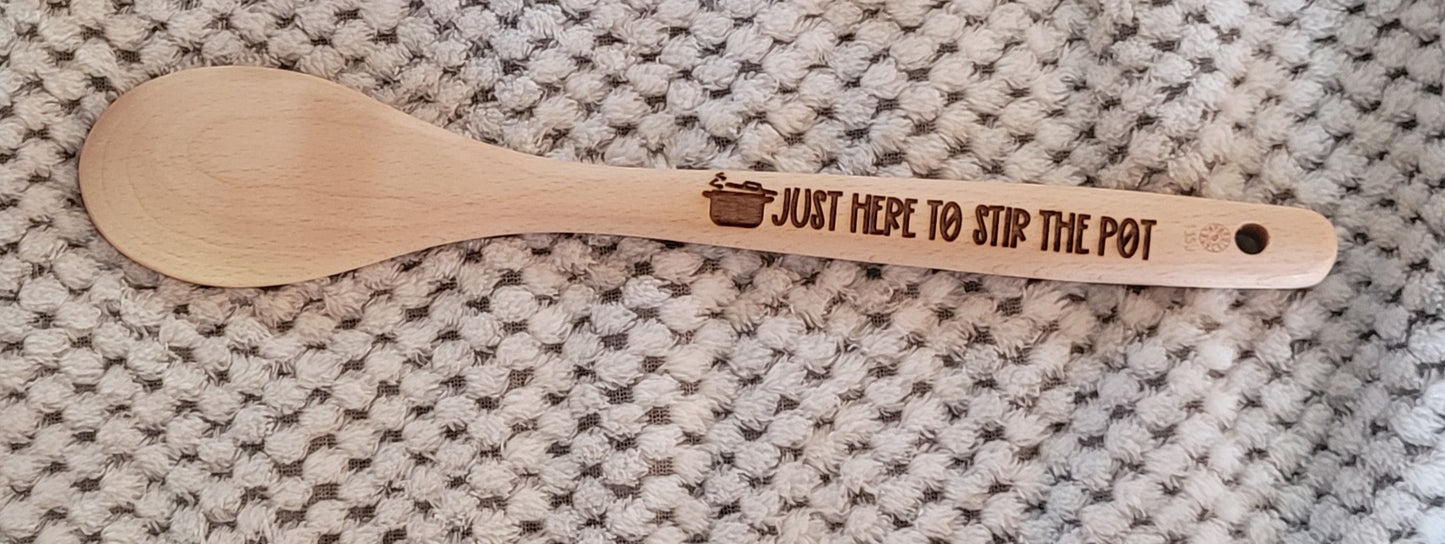 JUST HERE TO STIR THE POT